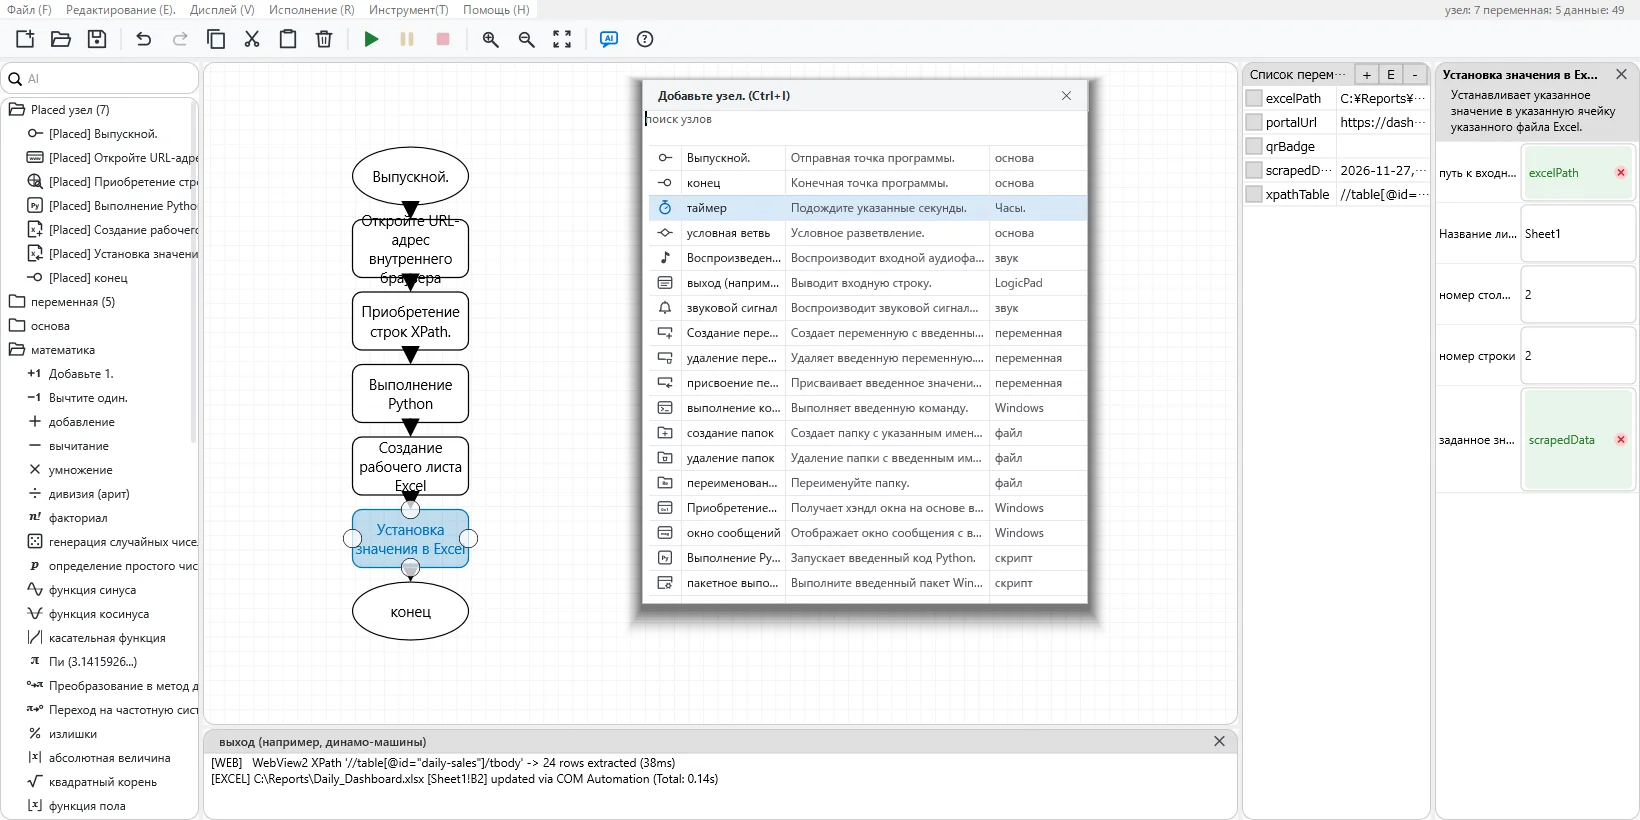 Файл (F) Редактирование (E). Дисплей (V) Исполнение (R) Инструмент(T) Помощь (H)
узел: 7 переменная: 5 данные: 49
AI
AI
Placed узел (7)
[Placed] Выпускной.
[Placed] Откройте URL-адре
[Placed] Приобретение стро
[Placed] Выполнение Pytho
[Placed] Создание рабочег
[Placed] Установка значени
[Placed] конец
переменная (5)
основа
математика
+1 Добавьте 1.
−1 Вычтите один.
добавление
вычитание
умножение
дивизия (арит)
n! факториал
генерация случайных чисел
p определение простого чис
функция синуса
функция косинуса
касательная функция
π Пи (3.1415926...)
Преобразование в метод д
Переход на частотную сист
% излишки
|x| абсолютная величина
квадратный корень
⌊x⌋ функция пола
Выпускной.
Откройте URL-
адрес
внутреннего
браузера
Приобретение
строк XPath.
Выполнение
Python
Создание
рабочего листа
Excel
Установка
значения в Excel
конец
Добавьте узел. (Ctrl+I)
поиск узлов
Выпускной. Отправная точка программы. основа
конец Конечная точка программы. основа
таймер Подождите указанные секунды. Часы.
условная ветвь Условное разветвление. основа
Воспроизведен... Воспроизводит входной аудиофа... звук
выход (наприм... Выводит входную строку. LogicPad
звуковой сигнал Воспроизводит звуковой сигнал... звук
Создание пере... Создает переменную с введенны... переменная
удаление пере... Удаляет введенную переменную.... переменная
присвоение пе... Присваивает введенное значени... переменная
выполнение ко... Выполняет введенную команду. Windows
создание папок Создает папку с указанным имен... файл
удаление папок Удаление папки с введенным им... файл
переименован... Переименуйте папку. файл
Приобретение... Получает хэндл окна на основе в... Windows
окно сообщений Отображает окно сообщения с в... Windows
Выполнение Py... Запускает введенный код Python. скрипт
пакетное выпо... Выполните введенный пакет Win... скрипт
выход (например, динамо-машины)
[WEB] WebView2 XPath '//table[@id="daily-sales"]/tbody' -> 24 rows extracted (38ms)
[EXCEL] C:\Reports\Daily_Dashboard.xlsx [Sheet1!B2] updated via COM Automation (Total: 0.14s)
Список перем··· + E -
excelPath C:¥Reports¥···
portalUrl https://dash···
qrBadge
scrapedD··· 2026-11-27,···
xpathTable //table[@id=···
Установка значения в Ex...
Устанавливает указанное
значение в указанную ячейку
указанного файла Excel.
путь к входн... excelPath
Название ли... Sheet1
номер стол... 2
номер строки 2
заданное зн... scrapedData